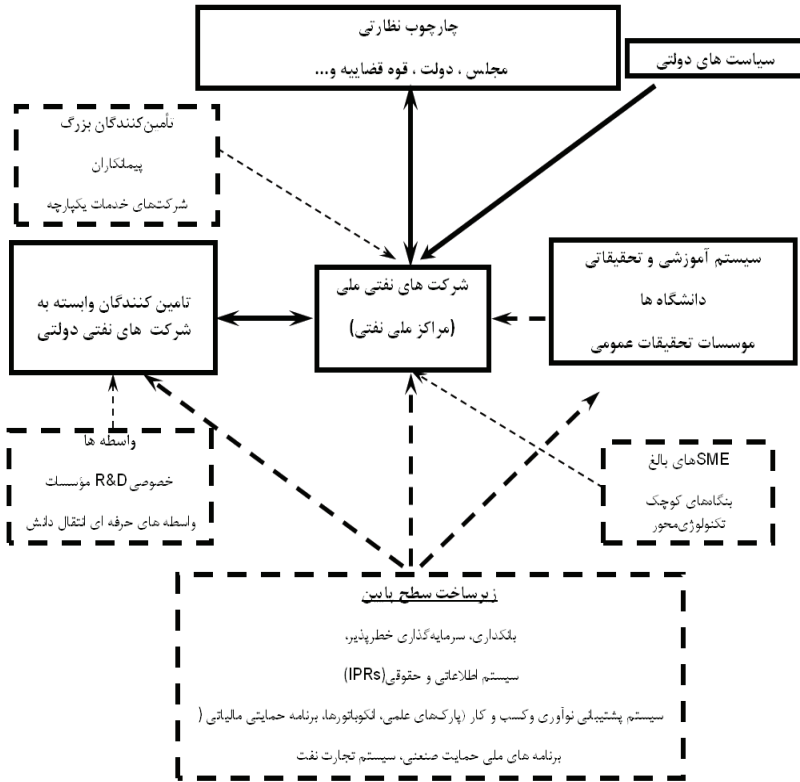 چارچوب نظارتی
مجلس ، دولت ، قوه قضاییه و...
سیاست های دولتی
تأمین‌کنندگان بزرگ
پیمانکاران
شرکت‌های خدمات یکپارچه
سیستم آموزشی و تحقیقاتی
دانشگاه ها
موسسات تحقیقات عمومی
شرکت های نفتی ملی
(مراکز ملی نفتی)
تامین کنندگان وابسته به
شرکت های نفتی دولتی
واسطه ها
خصوصیR&D مؤسسات
واسطه های حرفه ای انتقال دانش
SMEهای بالغ
بنگاه‌های کوچک
تکنولوژی‌محور
زیرساخت سطح پایین
بانکداری، سرمایه‌گذاری خطرپذیر،
سیستم اطلاعاتی و حقوقی(IPRs)
سیستم پشتیبانی نوآوری وکسب و کار (پارک‌های علمی، انکوباتورها، برنامه حمایتی مالیاتی (
برنامه های ملی حمایت صنعتی، سیستم تجارت نفت